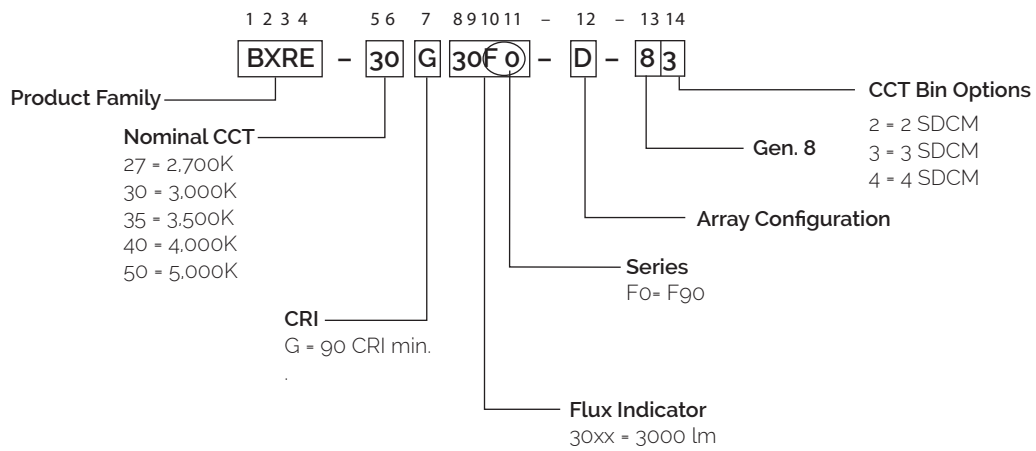 1 2 3 4 5 6 7 8 9 10 11 – 12 – 13 14
BXRE – 30 G 30F0 – D – 8 3
Product Family
CCT Bin Options
2 = 2 SDCM
3 = 3 SDCM
4 = 4 SDCM
Nominal CCT
27 = 2,700K
30 = 3,000K
35 = 3,500K
40 = 4,000K
50 = 5,000K
Gen. 8
Array Configuration
Series
F0= F90
CRI
G = 90 CRI min.
.
Flux Indicator
30xx = 3000 lm